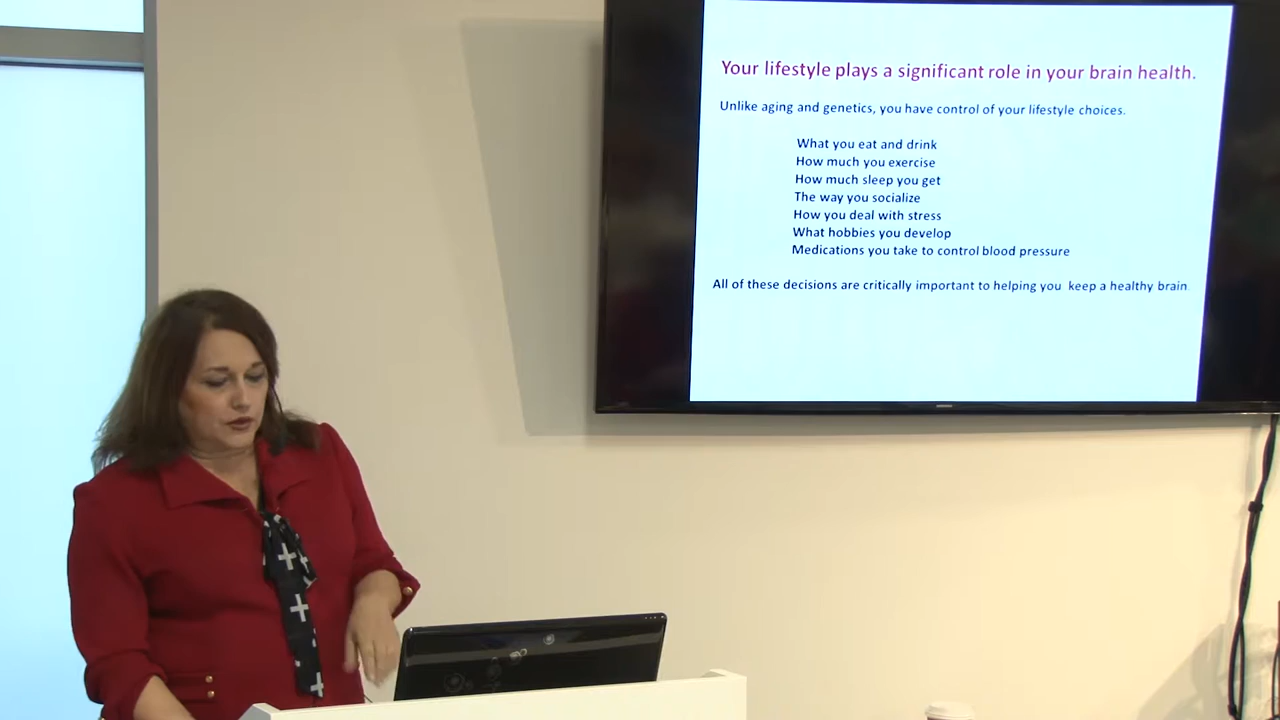 Your lifestyle plays a significant role in your brain health.
Unlike aging and genetics, you have control of your lifestyle choices.
What you eat and drink
How much you exercise
How much sleep you get
The way you socialize
How you deal with stress
What hobbies you develop
Medications you take to control blood pressure
All of these decisions are critically important to helping you keep a healthy brain